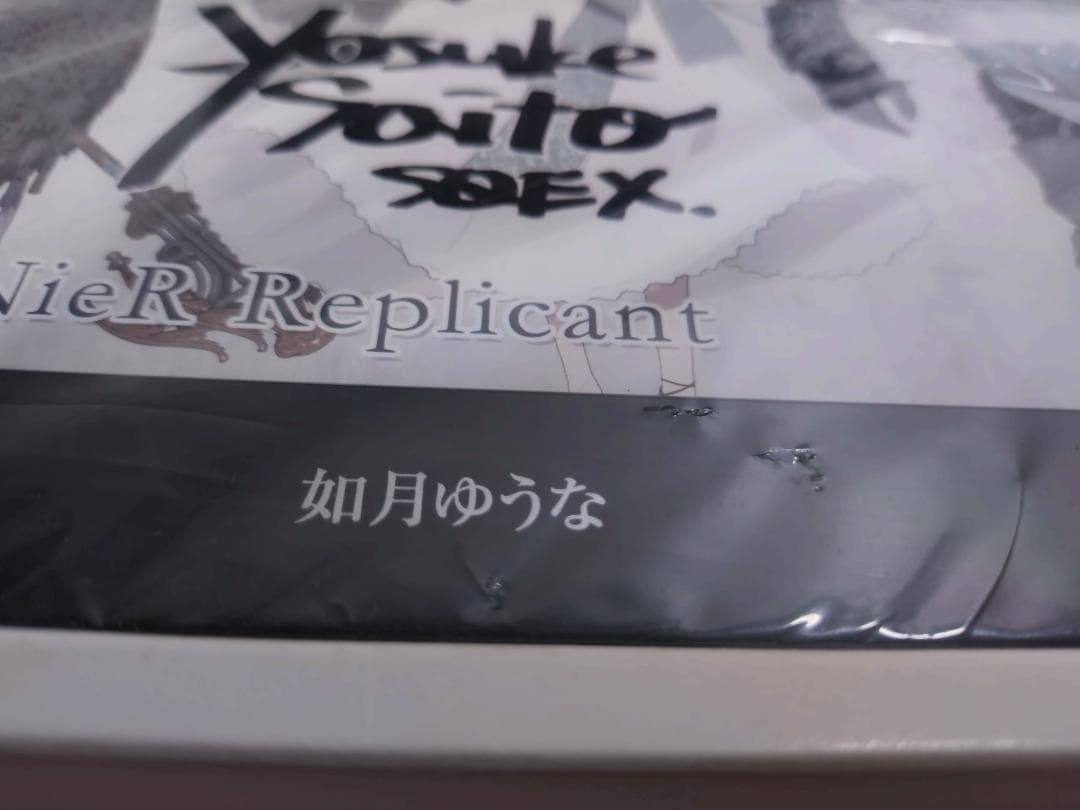 Yosuke
Saito
SQEX.
NieR Replicant
如月ゆうな